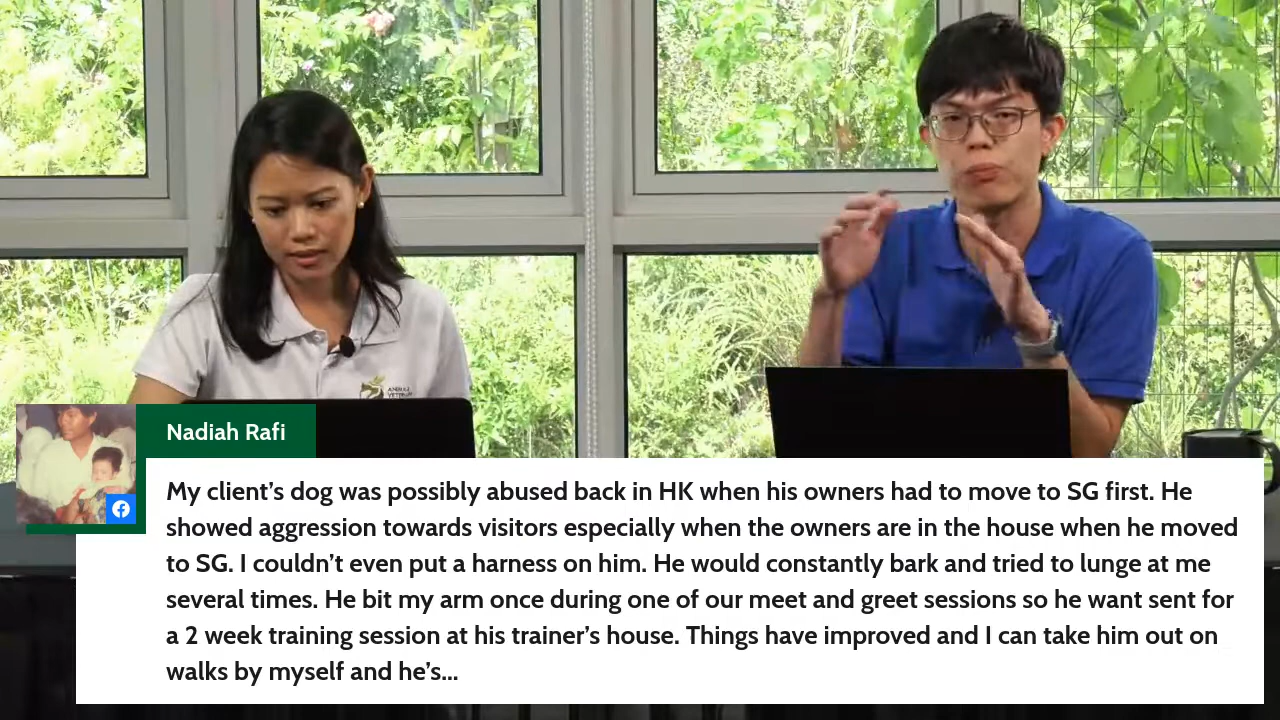 ANIMAL
Nadiah Rafi
My client’s dog was possibly abused back in HK when his owners had to move to SG first. He
showed aggression towards visitors especially when the owners are in the house when he moved
to SG. I couldn’t even put a harness on him. He would constantly bark and tried to lunge at me
several times. He bit my arm once during one of our meet and greet sessions so he want sent for
a 2 week training session at his trainer’s house. Things have improved and I can take him out on
walks by myself and he’s...